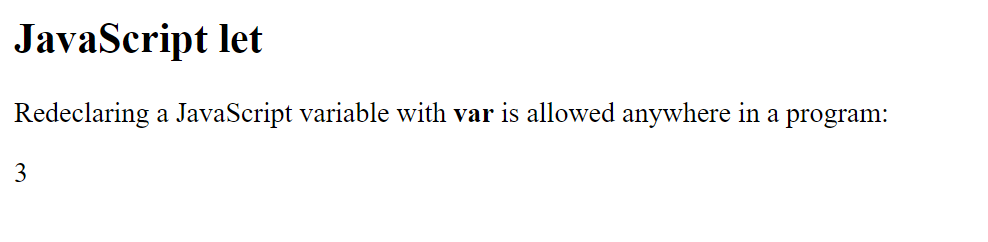 JavaScript let
Redeclaring a JavaScript variable with var is allowed anywhere in a program:
3